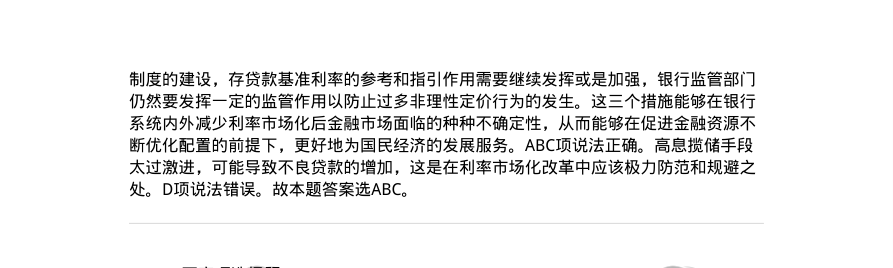 制度的建设，存贷款基准利率的参考和指引作用需要继续发挥或是加强，银行监管部门
仍然要发挥一定的监管作用以防止过多非理性定价行为的发生。这三个措施能够在银行
系统内外减少利率市场化后金融市场面临的种种不确定性，从而能够在促进金融资源不
断优化配置的前提下，更好地为国民经济的发展服务。ABC项说法正确。高息揽储手段
太过激进，可能导致不良贷款的增加，这是在利率市场化改革中应该极力防范和规避之
处。D项说法错误。故本题答案选ABC。